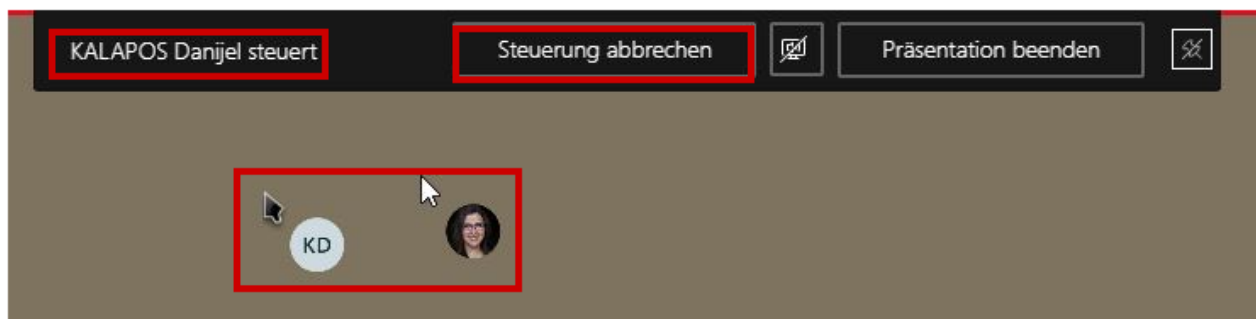 KALAPOS Danijel steuert
Steuerung abbrechen
Präsentation beenden
KD